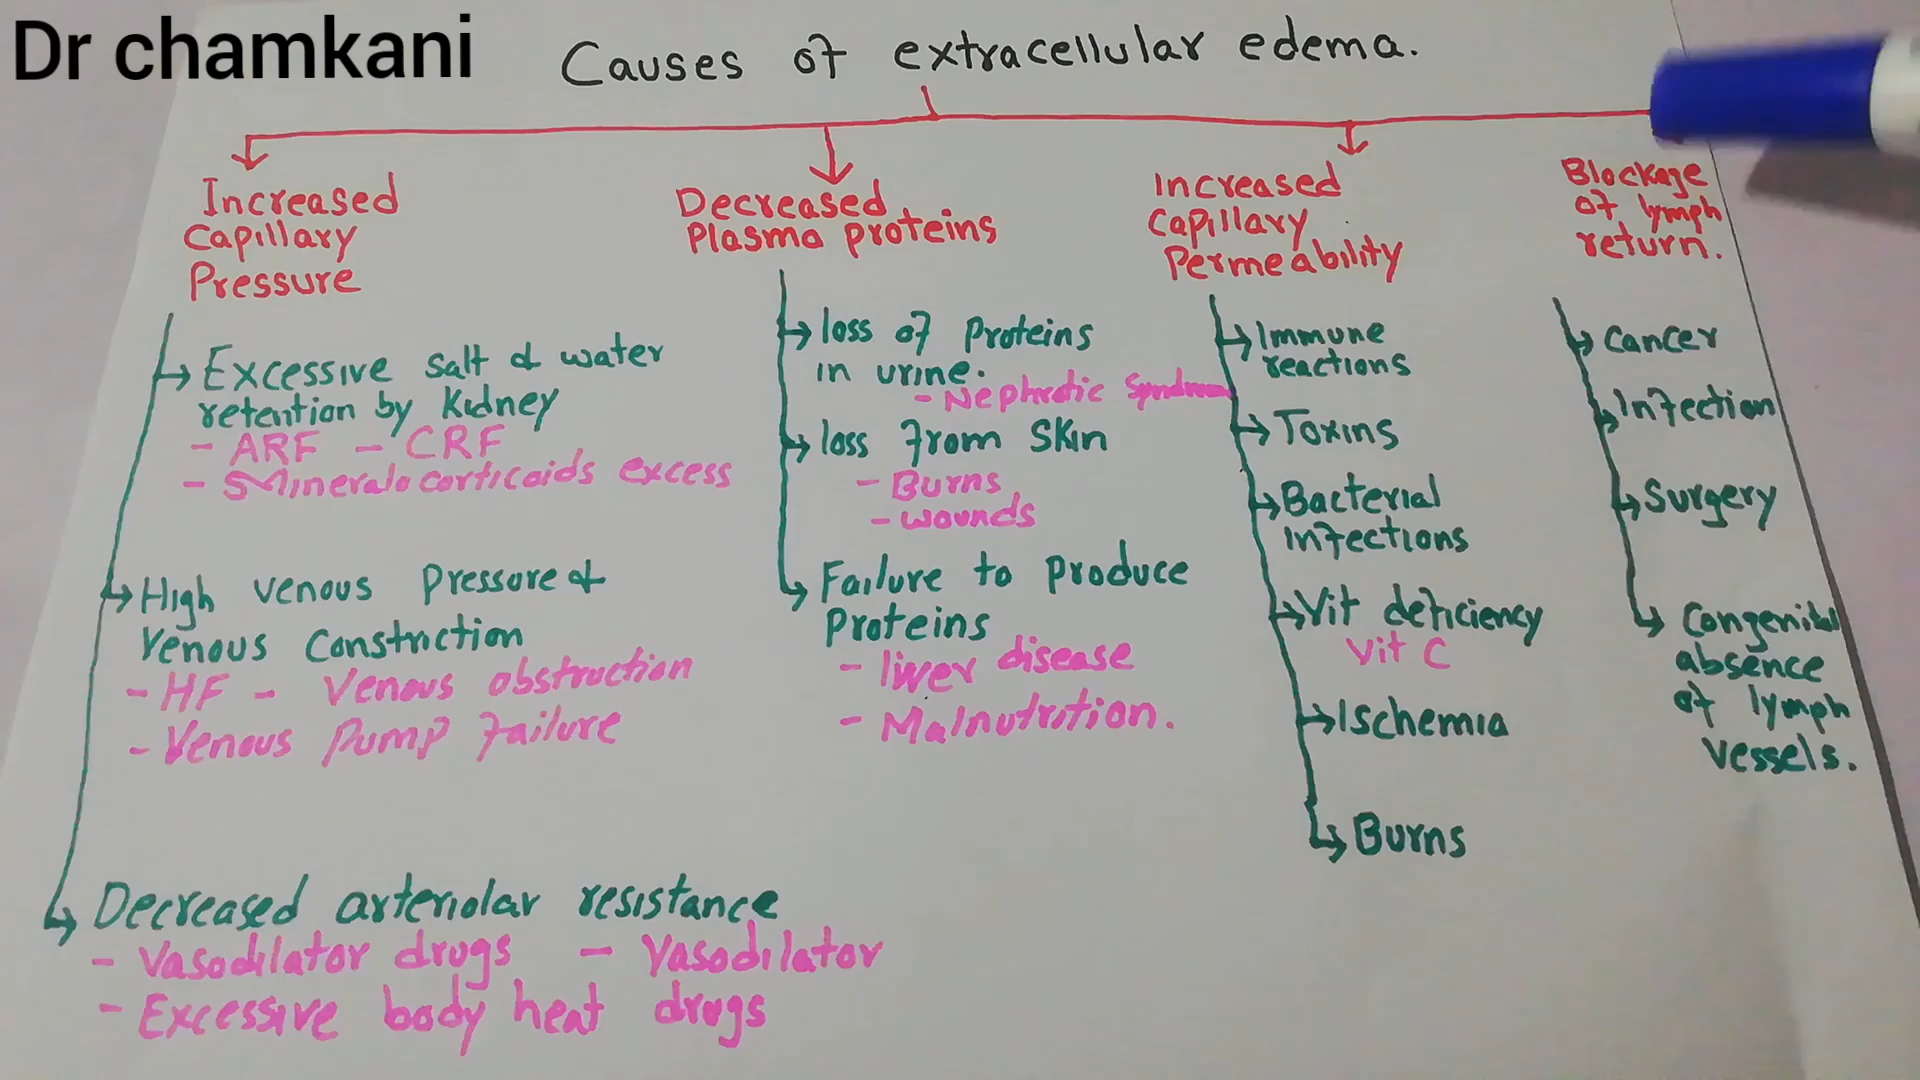 Dr chamkani
Causes of extracellular edema.
Increased
Capillary
Pressure
Excessive salt & water
retention by Kidney
- ARF - CRF
- Mineralocorticoids excess
High venous pressure &
Venous Constriction
- HF - Venous obstruction
- Venous Pump Failure
Decreased arteriolar resistance
- Vasodilator drugs - Vasodilator
- Excessive body heat drugs
Decreased
Plasma proteins
loss of Proteins
in urine.
- Nephrotic Syndrome
loss from Skin
- Burns
- wounds
Failure to produce
Proteins
- liver disease
- Malnutrition.
Increased
Capillary
Permeability
Immune
reactions
Toxins
Bacterial
infections
Vit deficiency
Vit C
Ischemia
Burns
Blockage
of lymph
return.
Cancer
Infection
Surgery
Congenital
absence
of lymph
vessels.